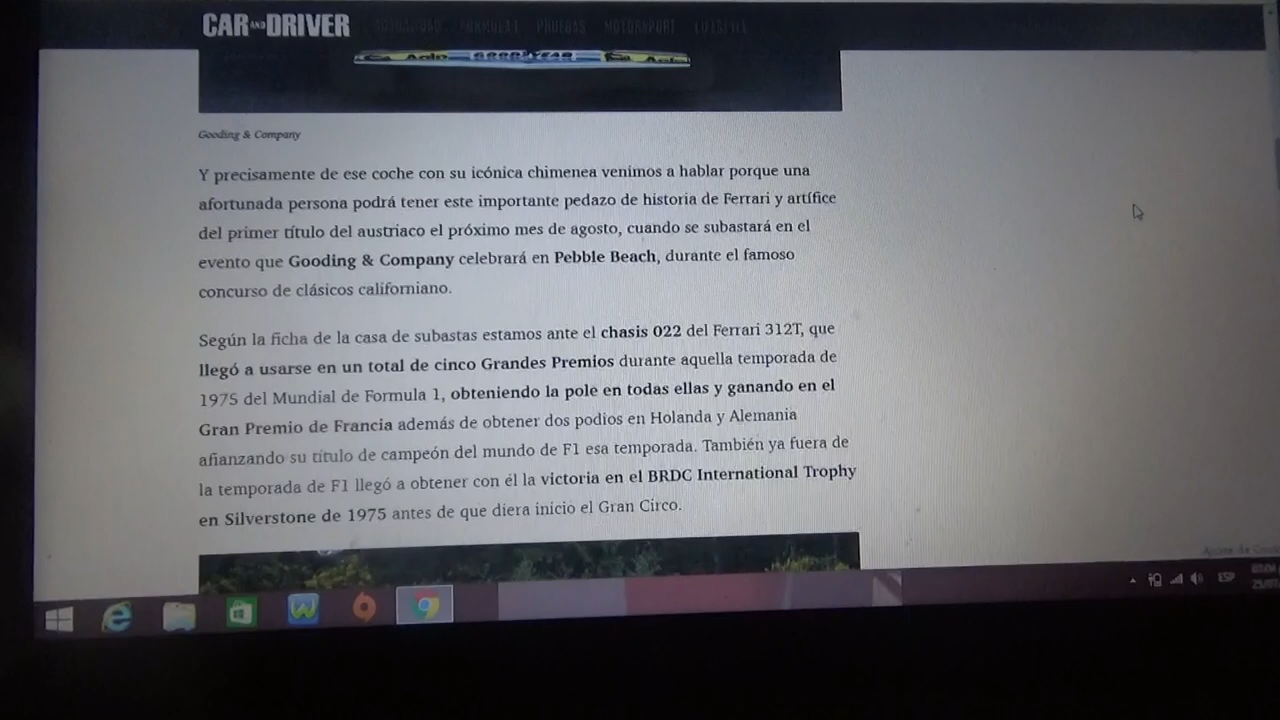 CAR AND DRIVER FORMULA 1 PRUEBAS MOTORSPORT LIFESTYLE
Agip GOODYEAR Agip
Gooding & Company
Y precisamente de ese coche con su icónica chimenea venimos a hablar porque una
afortunada persona podrá tener este importante pedazo de historia de Ferrari y artífice
del primer título del austriaco el próximo mes de agosto, cuando se subastará en el
evento que Gooding & Company celebrará en Pebble Beach, durante el famoso
concurso de clásicos californiano.
Según la ficha de la casa de subastas estamos ante el chasis 022 del Ferrari 312T, que
llegó a usarse en un total de cinco Grandes Premios durante aquella temporada de
1975 del Mundial de Formula 1, obteniendo la pole en todas ellas y ganando en el
Gran Premio de Francia además de obtener dos podios en Holanda y Alemania
afianzando su título de campeón del mundo de F1 esa temporada. También ya fuera de
la temporada de F1 llegó a obtener con él la victoria en el BRDC International Trophy
en Silverstone de 1975 antes de que diera inicio el Gran Circo.
ESP